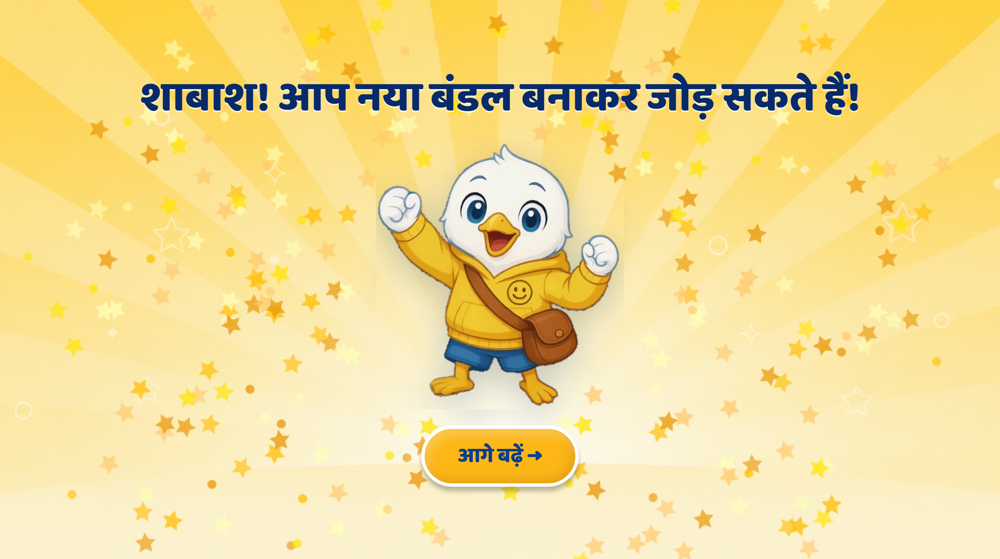 शाबाश! आप नया बंडल बनाकर जोड़ सकते हैं!
आगे बढ़ें →